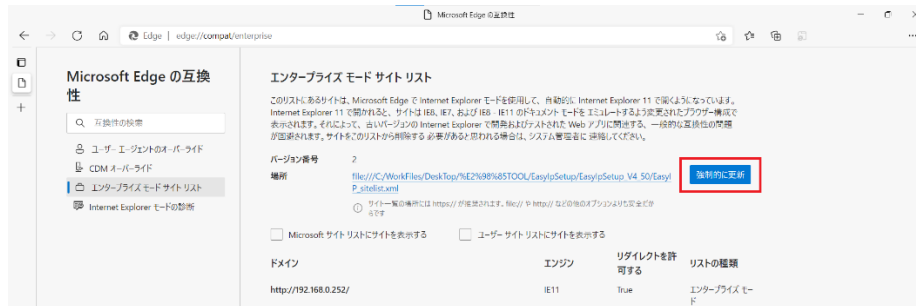 Microsoft Edge の互換性
Edge | edge://compat/enterprise
Microsoft Edge の互換
性
互換性の検索
ユーザー エージェントのオーバーライド
CDM オーバーライド
エンタープライズ モード サイト リスト
Internet Explorer モードの診断
エンタープライズ モード サイト リスト
このリストにあるサイトは、Microsoft Edge で Internet Explorer モードを使用して、自動的に Internet Explorer 11 で開くようになっています。
Internet Explorer 11 で開かれると、サイトは IE8、IE7、および IE8 - IE11 のドキュメント モードを エミュレートするよう変更されたブラウザー構成で
表示されます。それによって、古いバージョンの Internet Explorer で開発およびテストされた Web アプリに関連する、一般的な互換性の問題
が回避されます。サイトをこのリストから削除する 必要があると思われる場合は、システム管理者に 連絡してください。
バージョン番号 2
場所 file:///C:/WorkFiles/DeskTop/%E2%98%85TOOL/EasyIpSetup/EasyIpSetup_V4_50/EasyI
P_sitelist.xml
強制的に更新
サイト一覧の場所には https:// が推奨されます。file:// や http:// などの他のオプションよりも安全だか
らです
Microsoft サイト リストにサイトを表示する ユーザー サイト リストにサイトを表示する
ドメイン エンジン リダイレクトを許
可する リストの種類
http://192.168.0.252/ IE11 True エンタープライズ モー
ド